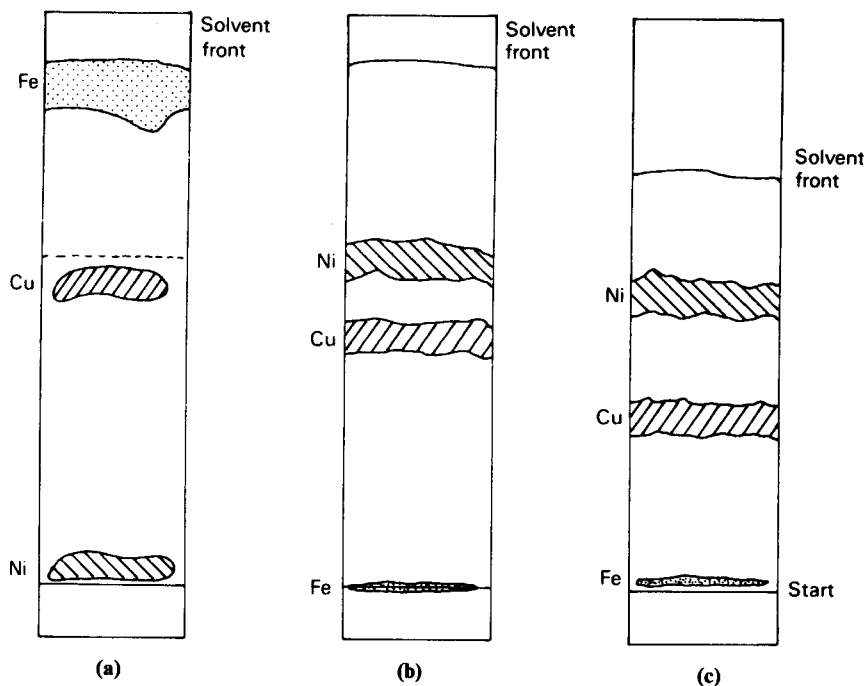 Solvent
front
Fe
Cu
Ni
(a)
Solvent
front
Ni
Cu
Fe
(b)
Solvent
front
Ni
Cu
Fe
Start
(c)